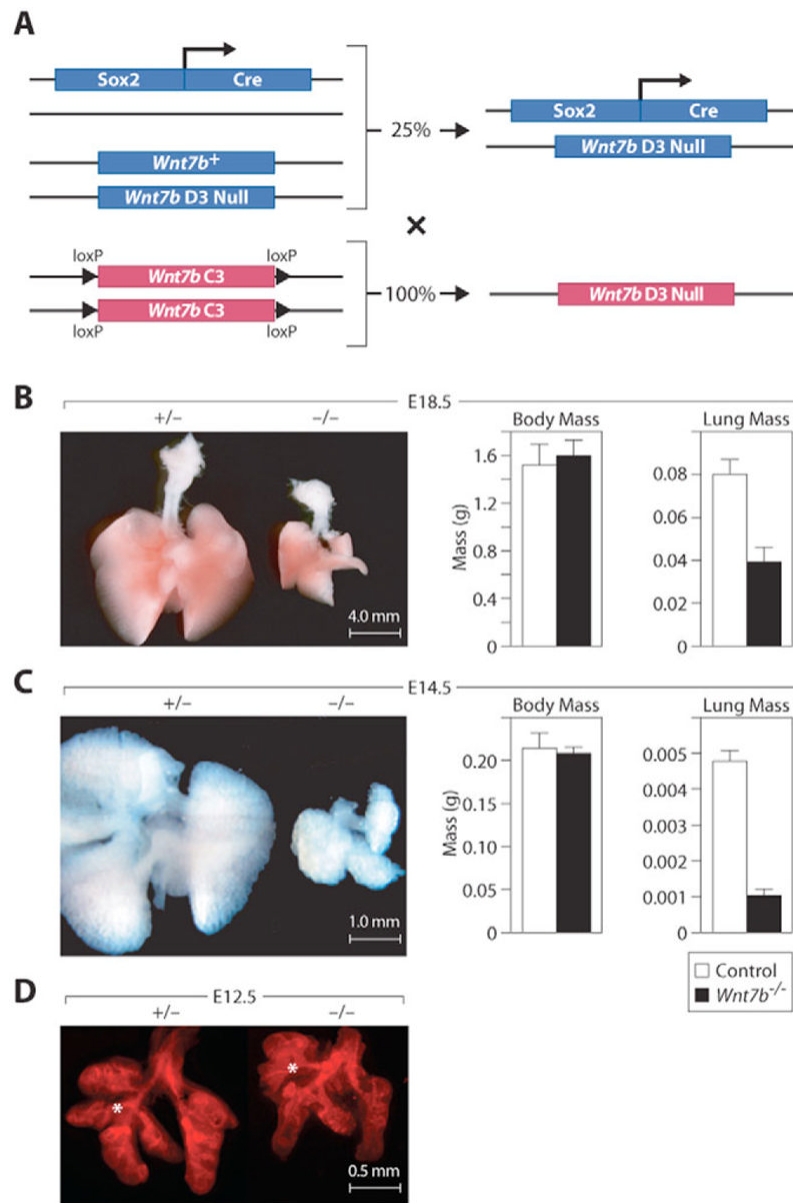 A
Sox2 Cre
Wnt7b+
Wnt7b D3 Null
25%
Sox2 Cre
Wnt7b D3 Null
×
loxP loxP
Wnt7b C3
Wnt7b C3
loxP loxP
100%
Wnt7b D3 Null
B
E18.5
+/– –/–
4.0 mm
Body Mass
Mass (g)
1.6
1.2
0.8
0.4
0
Lung Mass
0.08
0.06
0.04
0.02
0
C
E14.5
+/– –/–
1.0 mm
Body Mass
Mass (g)
0.20
0.15
0.10
0.05
0
Lung Mass
0.005
0.004
0.003
0.002
0.001
0
Control
Wnt7b-/-
D
E12.5
+/– –/–
* *
0.5 mm